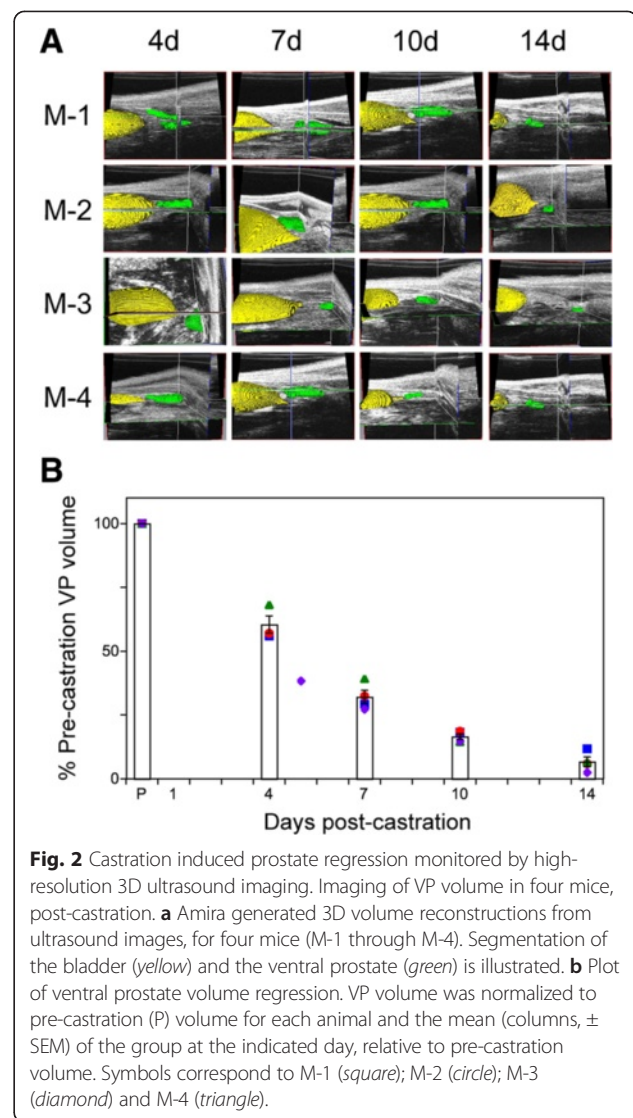 A
4d 7d 10d 14d
M-1
M-2
M-3
M-4
B
% Pre-castration VP volume
100
50
0
P 1 4 7 10 14
Days post-castration
Fig. 2 Castration induced prostate regression monitored by high-
resolution 3D ultrasound imaging. Imaging of VP volume in four mice,
post-castration. a Amira generated 3D volume reconstructions from
ultrasound images, for four mice (M-1 through M-4). Segmentation of
the bladder (yellow) and the ventral prostate (green) is illustrated. b Plot
of ventral prostate volume regression. VP volume was normalized to
pre-castration (P) volume for each animal and the mean (columns, ±
SEM) of the group at the indicated day, relative to pre-castration
volume. Symbols correspond to M-1 (square); M-2 (circle); M-3
(diamond) and M-4 (triangle).